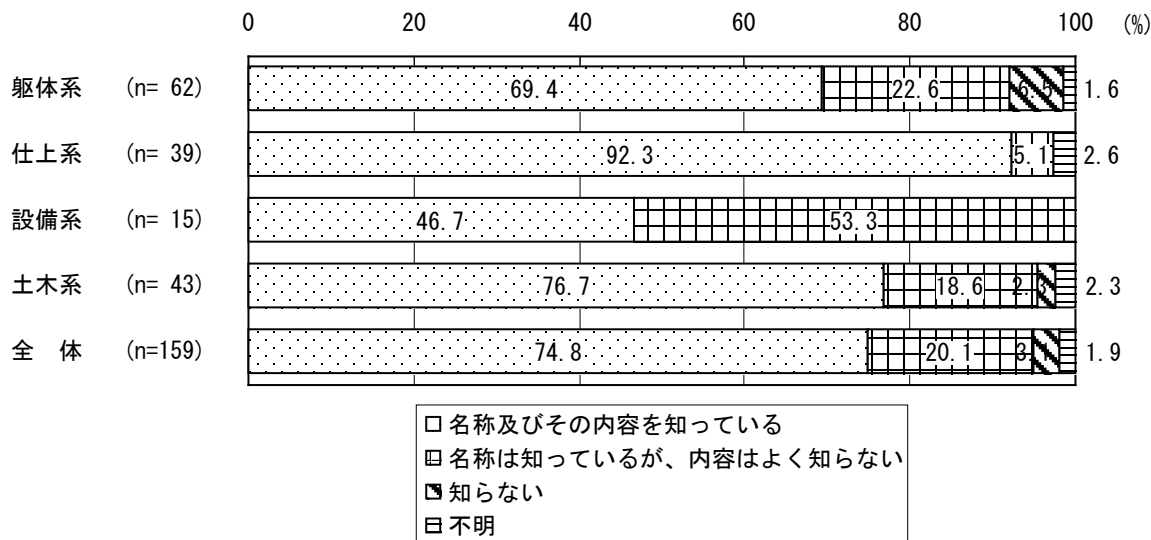 0 20 40 60 80 100 (%)
躯体系 (n= 62) 69.4 22.6 6.5 1.6
仕上系 (n= 39) 92.3 5.1 2.6
設備系 (n= 15) 46.7 53.3
土木系 (n= 43) 76.7 18.6 2.3 2.3
全 体 (n=159) 74.8 20.1 1.9
名称及びその内容を知っている
名称は知っているが、内容はよく知らない
知らない
不明